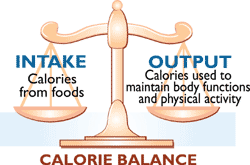 INTAKE
Calories
from foods
OUTPUT
Calories used to
maintain body functions
and physical activity
CALORIE BALANCE